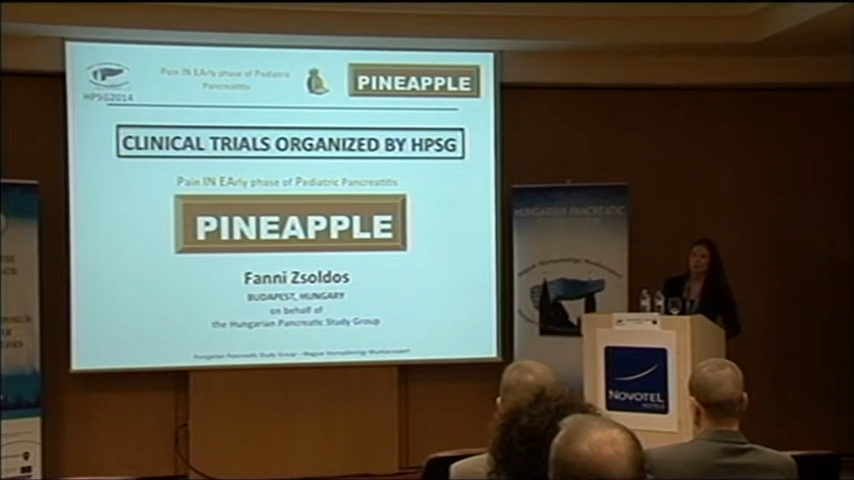 HPSG2014
Pain IN EArly phase of Pediatric
Pancreatitis
PINEAPPLE
CLINICAL TRIALS ORGANIZED BY HPSG
Pain IN EArly phase of Pediatric Pancreatitis
PINEAPPLE
Fanni Zsoldos
BUDAPEST, HUNGARY
on behalf of
the Hungarian Pancreatic Study Group
Hungarian Pancreatic Study Group - Magyar Hasnyálmirigy Munkacsoport
HUNGARIAN PANCREATIC
NOVOTEL
HOTELS